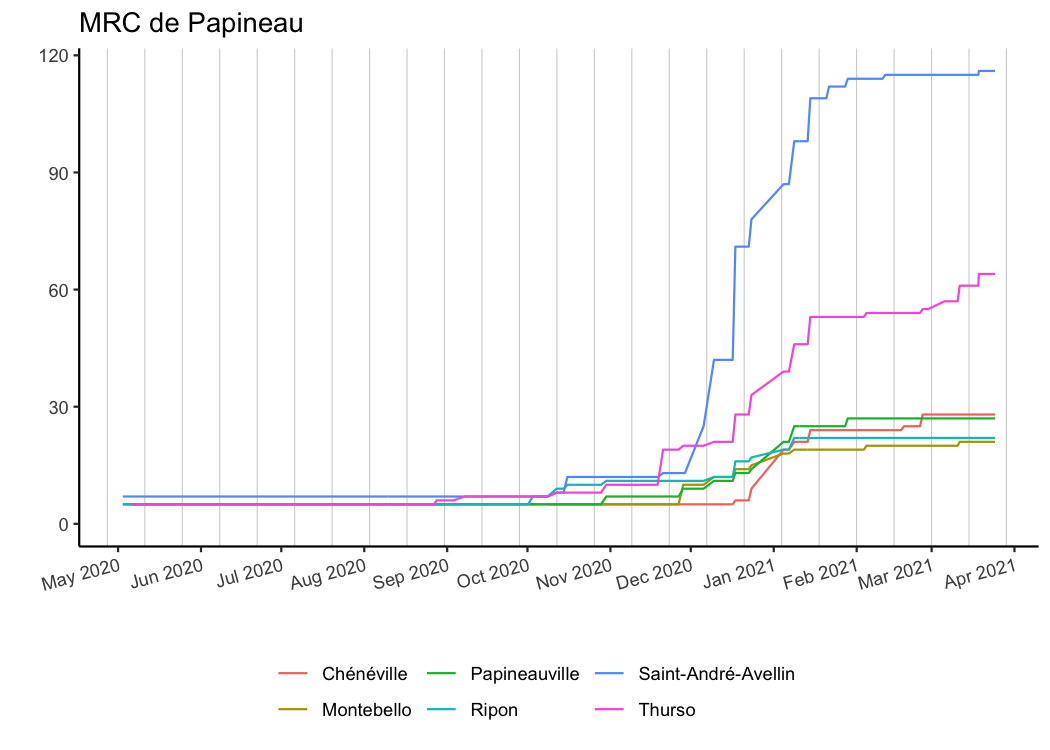 MRC de Papineau
120
90
60
30
0
May 2020 Jun 2020 Jul 2020 Aug 2020 Sep 2020 Oct 2020 Nov 2020 Dec 2020 Jan 2021 Feb 2021 Mar 2021 Apr 2021
Chénéville Papineauville Saint-André-Avellin
Montebello Ripon Thurso